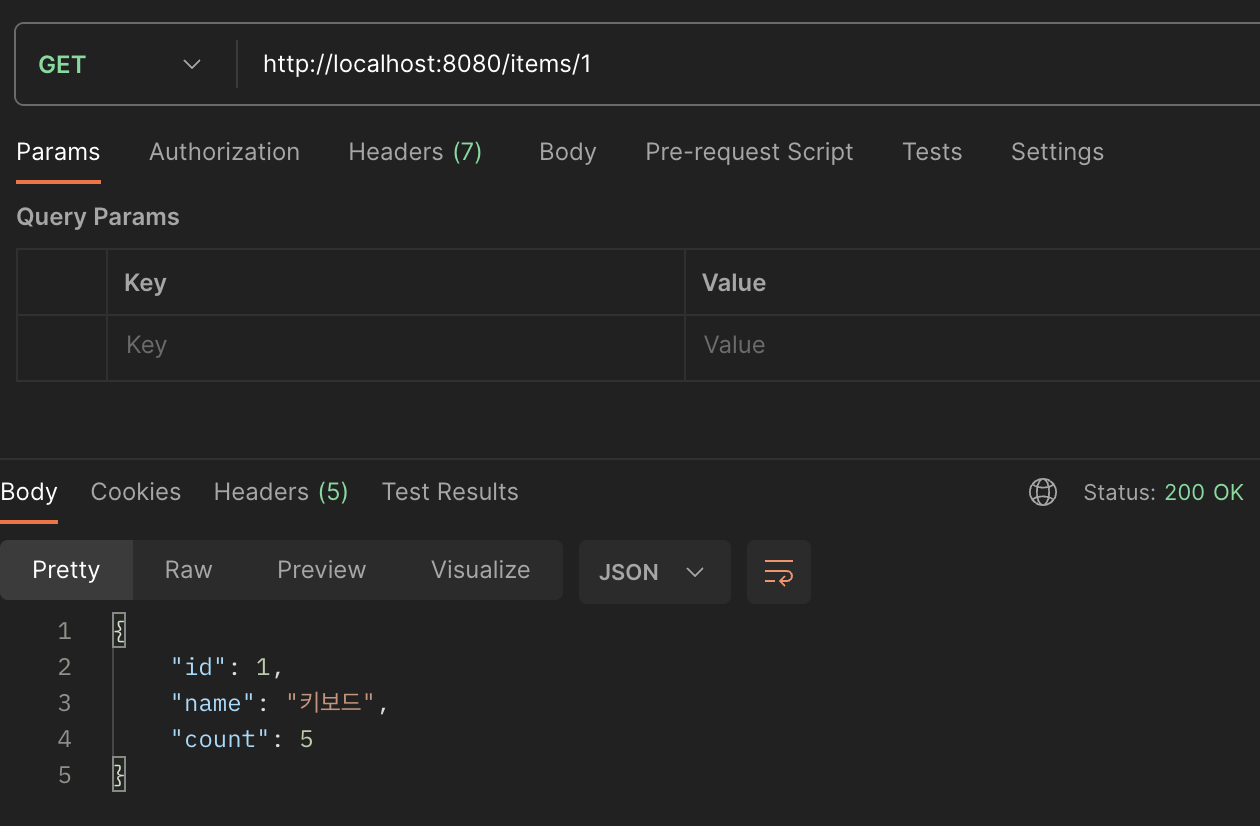 GET http://localhost:8080/items/1
Params Authorization Headers (7) Body Pre-request Script Tests Settings
Query Params
Key Value
Key Value
Body Cookies Headers (5) Test Results Status: 200 OK
Pretty Raw Preview Visualize JSON
1 {
2 "id": 1,
3 "name": "키보드",
4 "count": 5
5 }